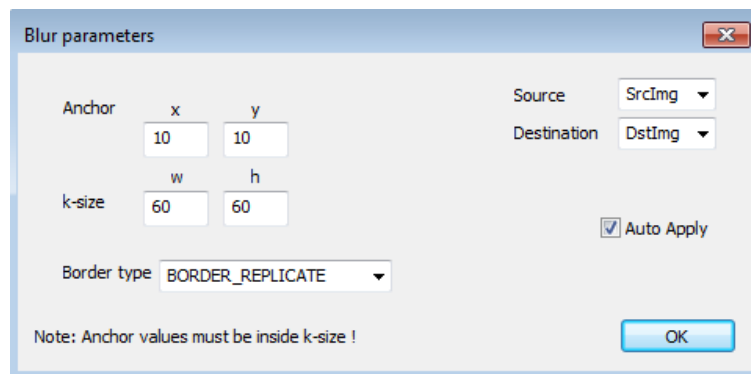 Blur parameters
Source SrcImg
Anchor x y
Destination DstImg
10 10
w h
k-size 60 60
Auto Apply
Border type BORDER_REPLICATE
Note: Anchor values must be inside k-size !
OK